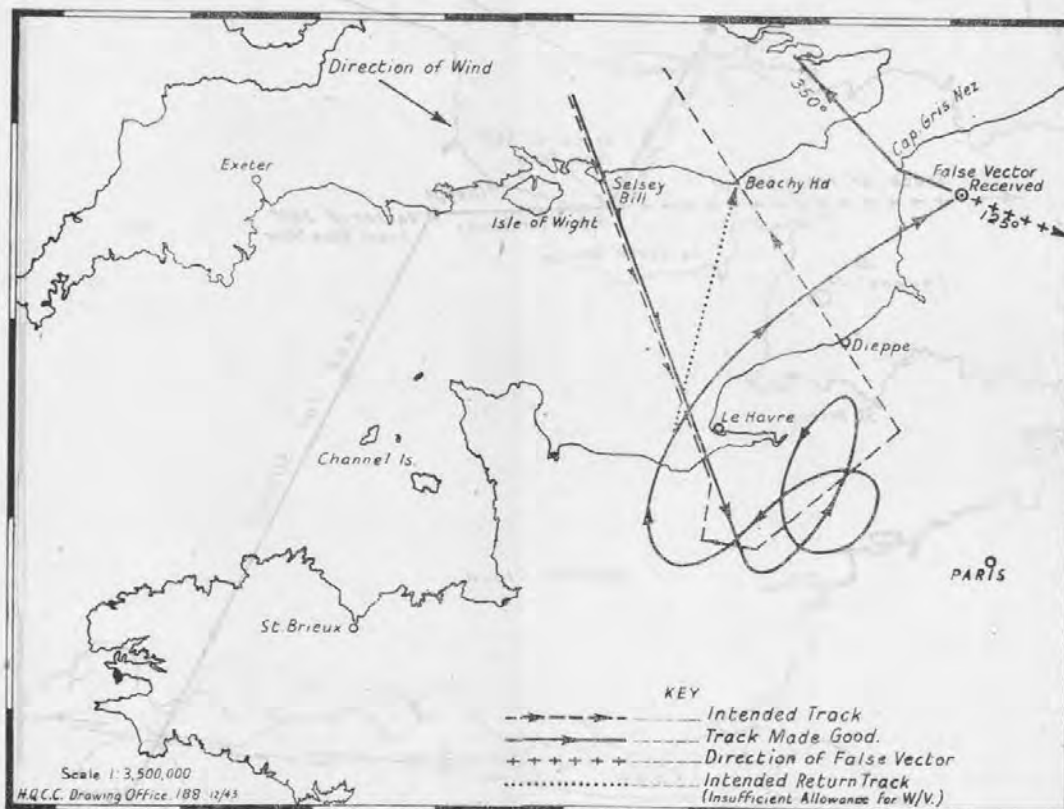 Direction of Wind
350°
Cap. Gris Nez
Exeter
Selsey
Bill
Beachy Hd
False Vector
Received
Isle of Wight
1250°
Dieppe
Le Havre
Channel Is.
PARIS
St. Brieux
KEY
Intended Track
Track Made Good.
Direction of False Vector
Intended Return Track
(Insufficient Allowance for W/V.)
Scale 1: 3,500,000
H.Q.C.C. Drawing Office. 188 12/43